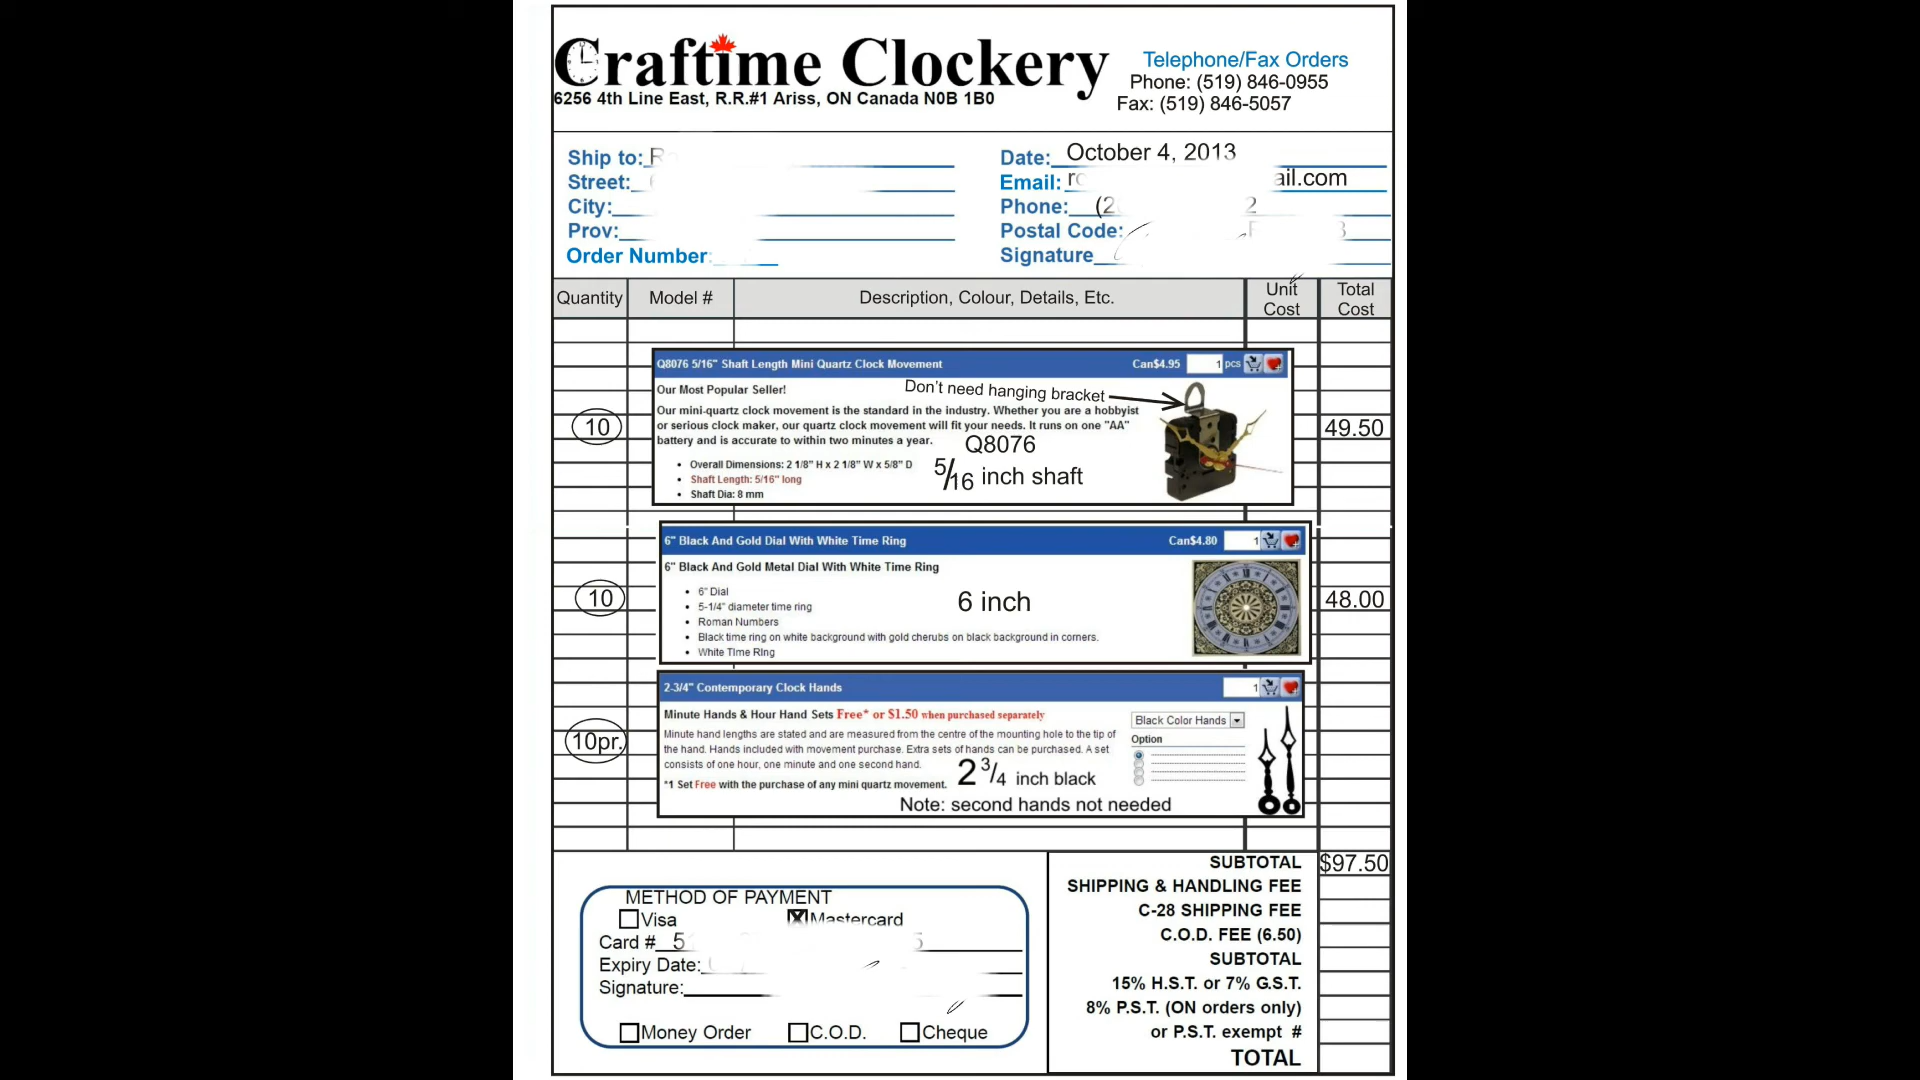 Craftime Clockery
6256 4th Line East, R.R.#1 Ariss, ON Canada N0B 1B0
Telephone/Fax Orders
Phone: (519) 846-0955
Fax: (519) 846-5057
Ship to:
Street:
City:
Prov:
Order Number:
Date: October 4, 2013
Email: ail.com
Phone: (2 2
Postal Code:
Signature
Quantity Model # Description, Colour, Details, Etc. Unit Cost Total Cost
Q8076 5/16" Shaft Length Mini Quartz Clock Movement Can$4.95 1 pcs
Our Most Popular Seller!
Don't need hanging bracket
Our mini-quartz clock movement is the standard in the industry. Whether you are a hobbyist
or serious clock maker, our quartz clock movement will fit your needs. It runs on one "AA"
battery and is accurate to within two minutes a year.
10 Q8076 49.50
• Overall Dimensions: 2 1/8" H x 2 1/8" W x 5/8" D
• Shaft Length: 5/16" long
5/16 inch shaft
• Shaft Dia: 8 mm
6" Black And Gold Dial With White Time Ring Can$4.80 1
6" Black And Gold Metal Dial With White Time Ring
• 6" Dial
10 6 inch 48.00
• 5-1/4" diameter time ring
• Roman Numbers
• Black time ring on white background with gold cherubs on black background in corners.
• White Time Ring
2-3/4" Contemporary Clock Hands 1
Minute Hands & Hour Hand Sets Free* or $1.50 when purchased separately
Black Color Hands
Option
10pr.
Minute hand lengths are stated and are measured from the centre of the mounting hole to the tip of
the hand. Hands included with movement purchase. Extra sets of hands can be purchased. A set
consists of one hour, one minute and one second hand.
2 3/4 inch black
*1 Set Free with the purchase of any mini quartz movement.
Note: second hands not needed
SUBTOTAL $97.50
SHIPPING & HANDLING FEE
C-28 SHIPPING FEE
C.O.D. FEE (6.50)
SUBTOTAL
15% H.S.T. or 7% G.S.T.
8% P.S.T. (ON orders only)
or P.S.T. exempt #
TOTAL
METHOD OF PAYMENT
Visa Mastercard
Card # 5 5
Expiry Date:
Signature:
Money Order C.O.D. Cheque